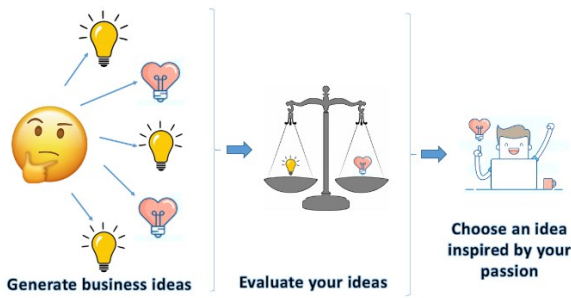 Generate business ideas
Evaluate your ideas
Choose an idea
inspired by your
passion